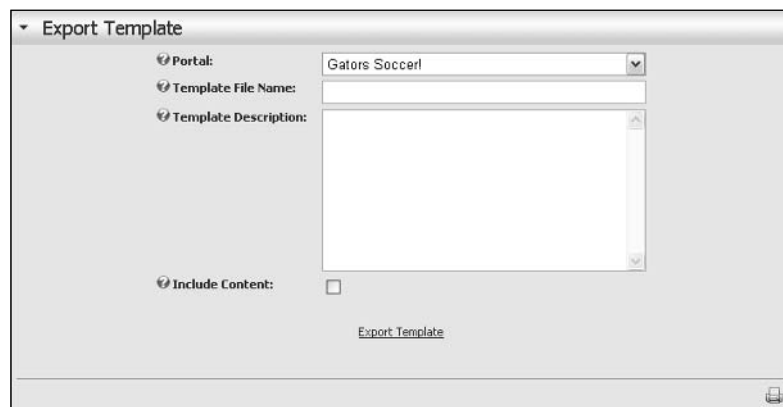 Export Template
Portal:
Gators Soccer!
Template File Name:
Template Description:
Include Content:
Export Template